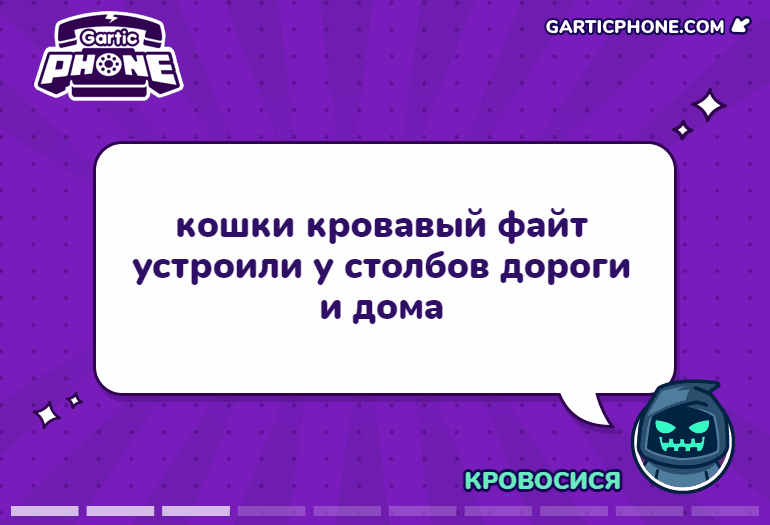 Gartic
PHONE
GARTICPHONE.COM
кошки кровавый файт
устроили у столбов дороги
и дома
КРОВОСИСЯ